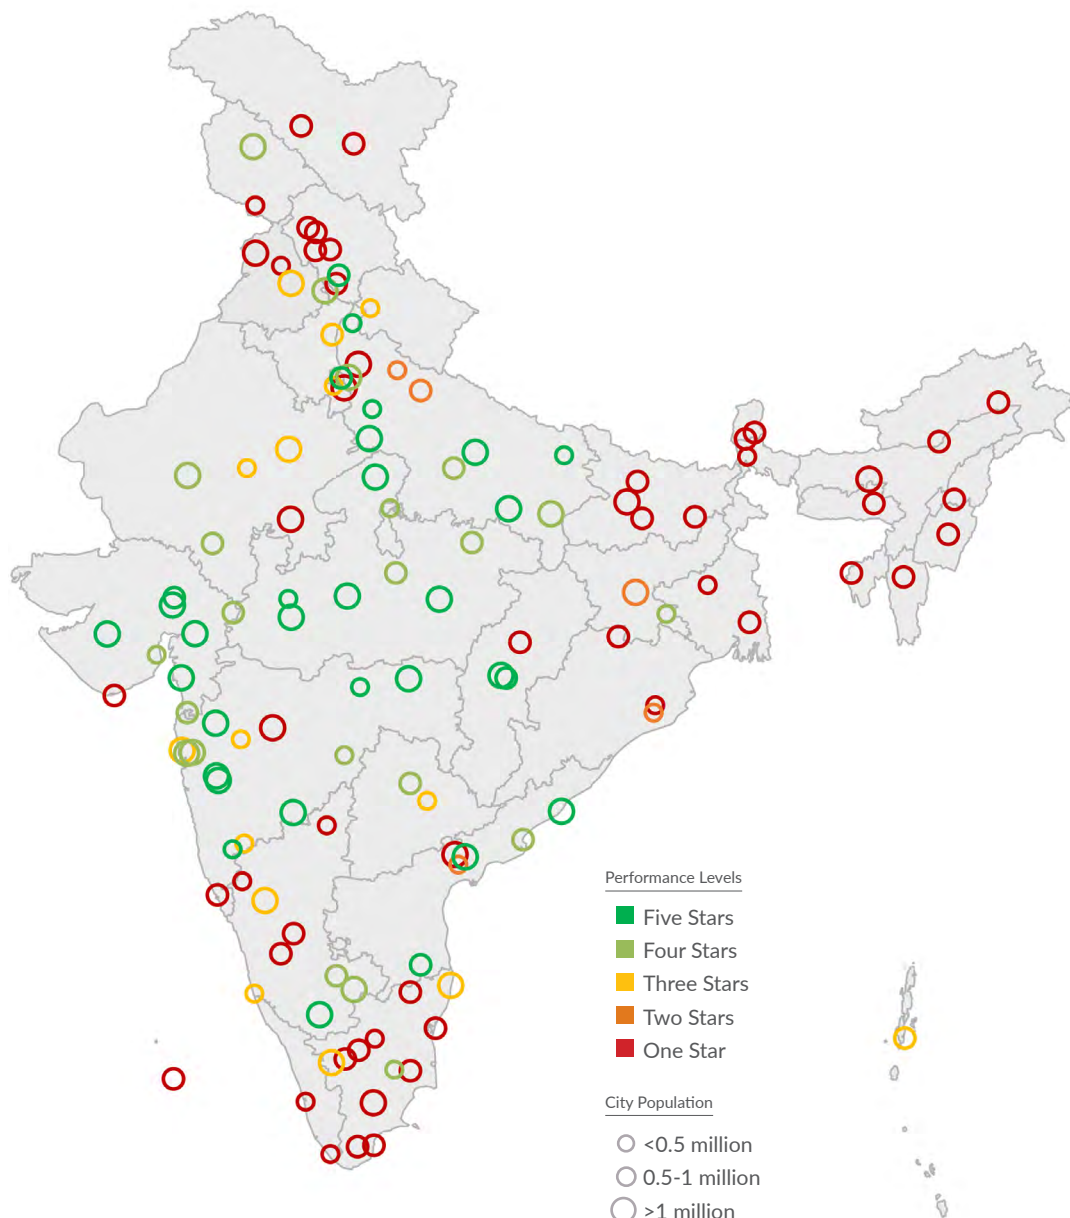 Performance Levels
Five Stars
Four Stars
Three Stars
Two Stars
One Star
City Population
<0.5 million
0.5-1 million
>1 million